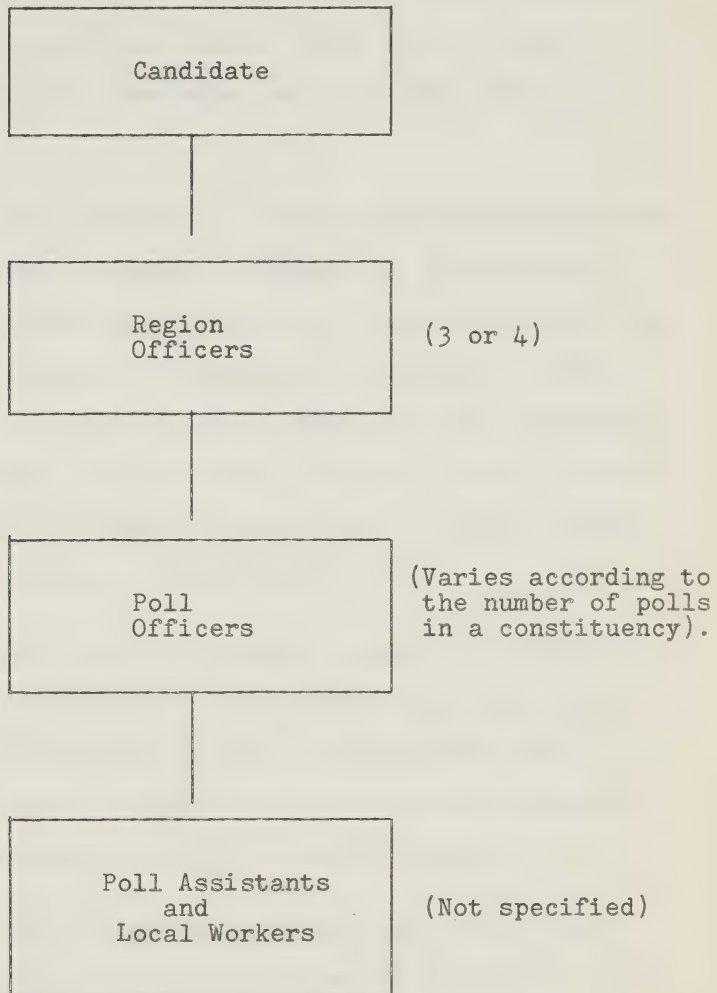 Candidate
Region
Officers
(3 or 4)
Poll
Officers
(Varies according to
the number of polls
in a constituency).
Poll Assistants
and
Local Workers
(Not specified)